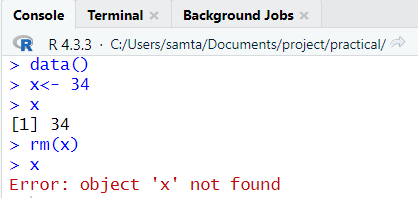 Console Terminal × Background Jobs ×
R R 4.3.3 · C:/Users/samta/Documents/project/practical/
> data()
> x<- 34
> x
[1] 34
> rm(x)
> x
Error: object 'x' not found